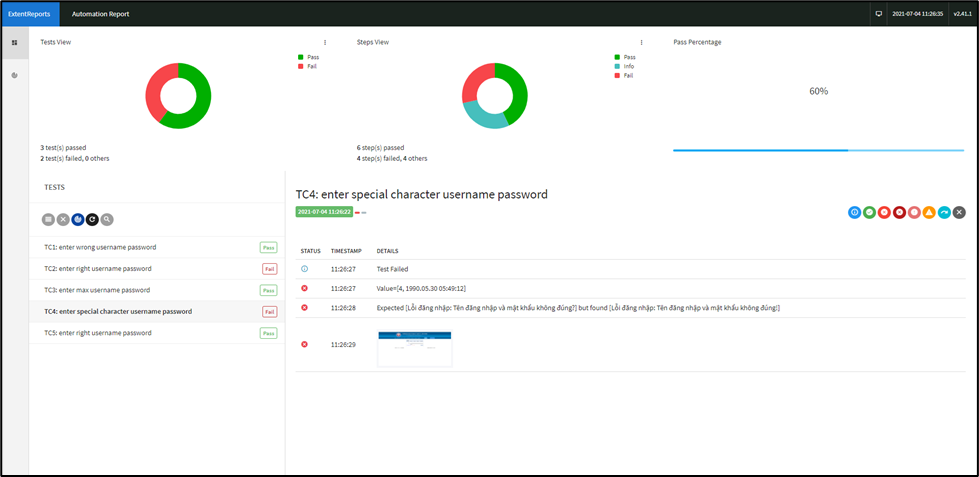 ExtentReports Automation Report 2021-07-04 11:26:35 v2.41.1
Tests View
Pass
Fail
3 test(s) passed
2 test(s) failed, 0 others
Steps View
Pass
Info
Fail
6 step(s) passed
4 step(s) failed, 4 others
Pass Percentage
60%
TESTS
TC1: enter wrong username password Pass
TC2: enter right username password Fail
TC3: enter max username password Pass
TC4: enter special character username password Fail
TC5: enter right username password Pass
TC4: enter special character username password
2021-07-04 11:26:22
STATUS TIMESTAMP DETAILS
11:26:27 Test Failed
11:26:27 Value=[4, 1990.05.30 05:49:12]
11:26:28 Expected [Lỗi đăng nhập: Tên đăng nhập và mật khẩu không đúng?] but found [Lỗi đăng nhập: Tên đăng nhập và mật khẩu không đúng:]
11:26:29